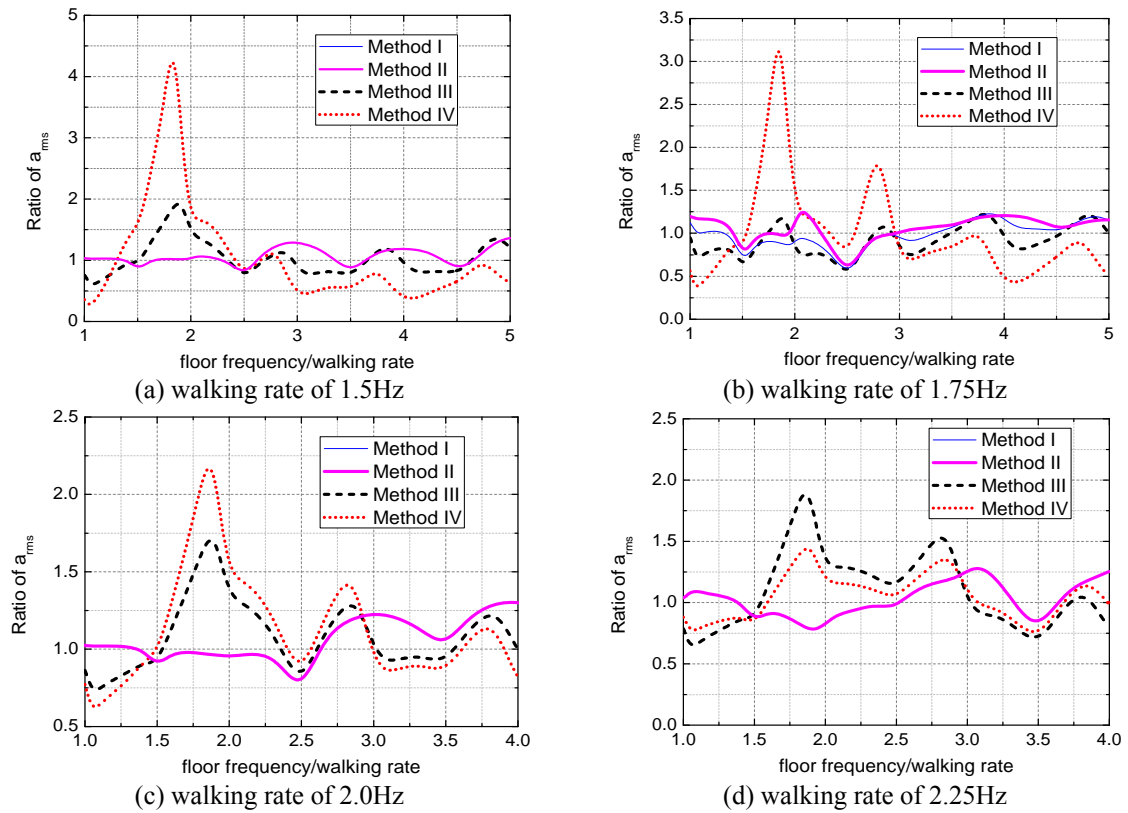 5
4
3
2
1
0
Ratio of a_rms
Method I
Method II
Method III
Method IV
1 2 3 4 5
floor frequency/walking rate
(a) walking rate of 1.5Hz
3.5
3.0
2.5
2.0
1.5
1.0
0.5
0.0
Ratio of a_rms
Method I
Method II
Method III
Method IV
1 2 3 4 5
floor frequency/walking rate
(b) walking rate of 1.75Hz
2.5
2.0
1.5
1.0
0.5
Ratio of a_rms
Method I
Method II
Method III
Method IV
1.0 1.5 2.0 2.5 3.0 3.5 4.0
floor frequency/walking rate
(c) walking rate of 2.0Hz
2.5
2.0
1.5
1.0
0.5
0.0
Ratio of a_rms
Method I
Method II
Method III
Method IV
1.0 1.5 2.0 2.5 3.0 3.5 4.0
floor frequency/walking rate
(d) walking rate of 2.25Hz